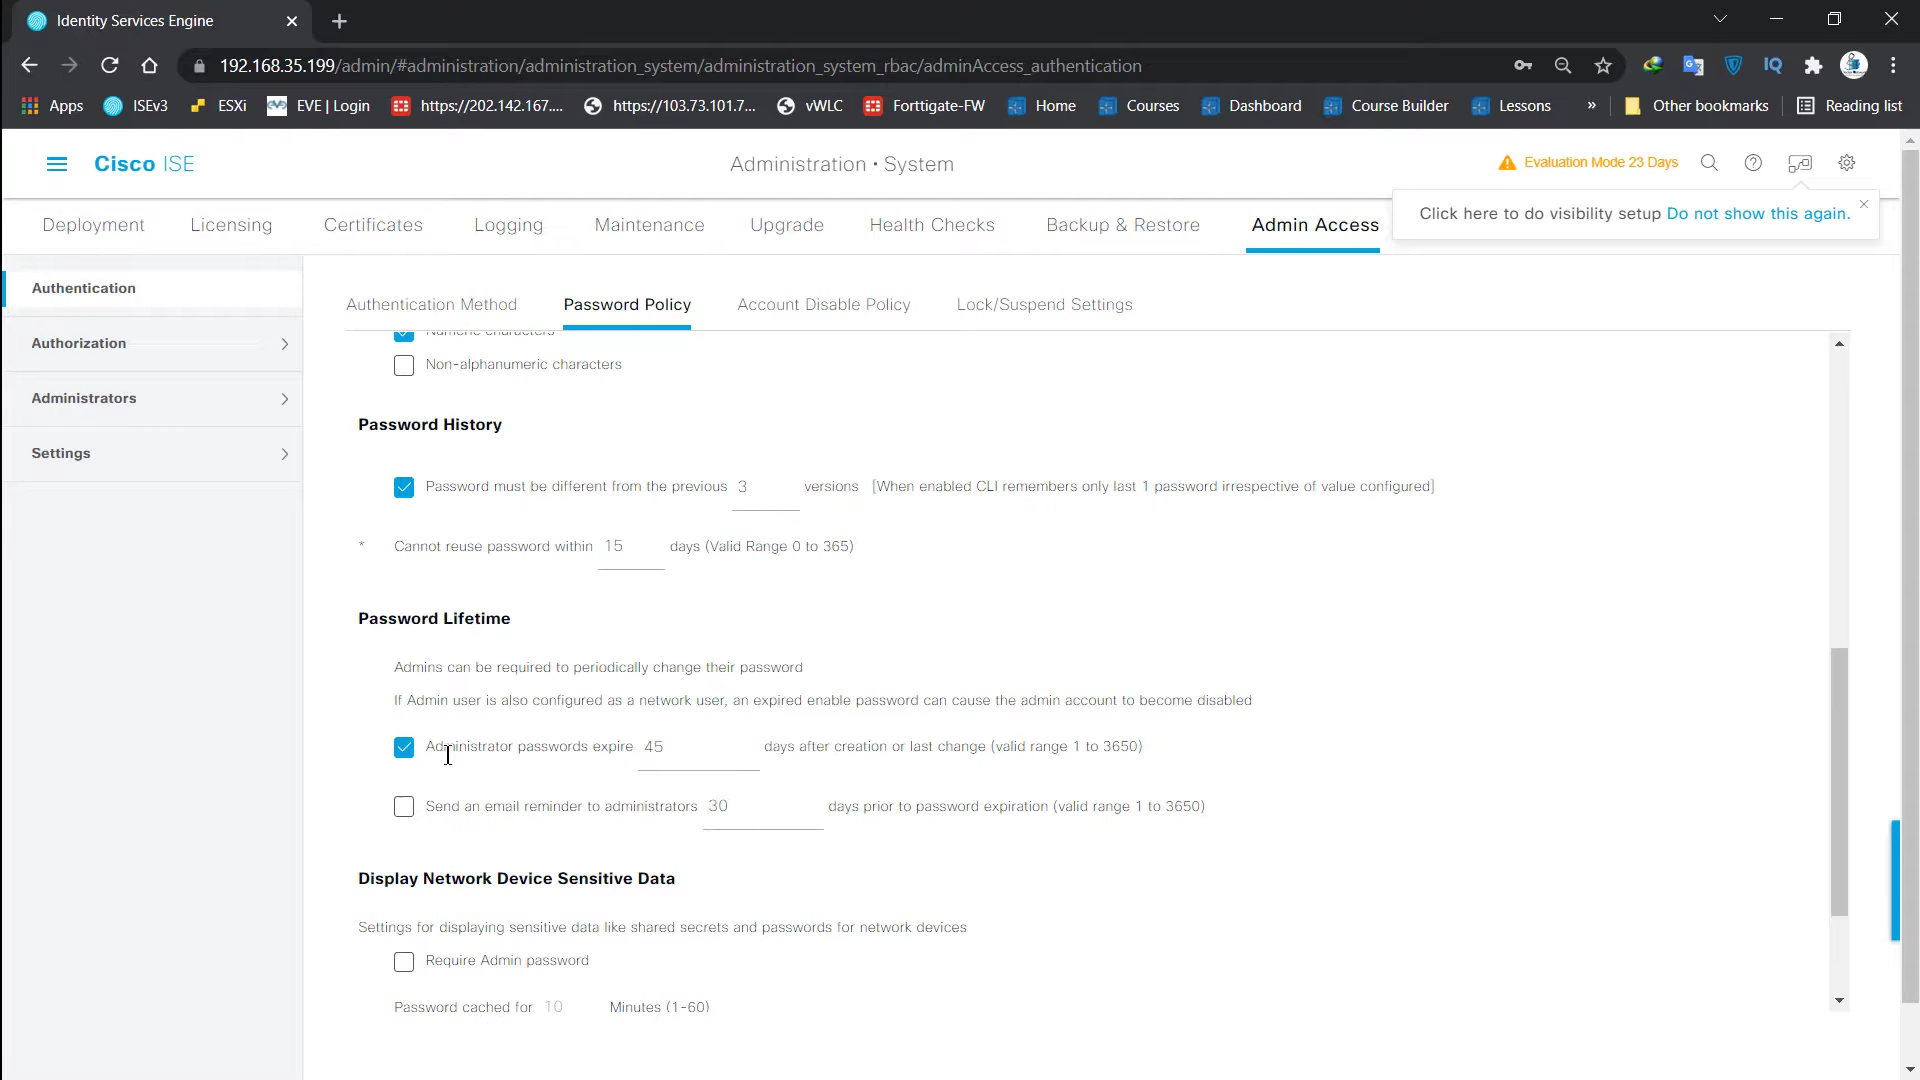 Identity Services Engine
192.168.35.199/admin/#administration/administration_system/administration_system_rbac/adminAccess_authentication
Apps ISEv3 ESXi EVE | Login https://202.142.167.... https://103.73.101.7... vWLC Forttigate-FW Home Courses Dashboard Course Builder Lessons » Other bookmarks Reading list
Cisco ISE
Administration · System
Evaluation Mode 23 Days
Click here to do visibility setup Do not show this again.
Deployment Licensing Certificates Logging Maintenance Upgrade Health Checks Backup & Restore Admin Access
Authentication
Authorization
Administrators
Settings
Authentication Method Password Policy Account Disable Policy Lock/Suspend Settings
Numeric characters
Non-alphanumeric characters
Password History
Password must be different from the previous 3 versions [When enabled CLI remembers only last 1 password irrespective of value configured]
* Cannot reuse password within 15 days (Valid Range 0 to 365)
Password Lifetime
Admins can be required to periodically change their password
If Admin user is also configured as a network user, an expired enable password can cause the admin account to become disabled
Administrator passwords expire 45 days after creation or last change (valid range 1 to 3650)
Send an email reminder to administrators 30 days prior to password expiration (valid range 1 to 3650)
Display Network Device Sensitive Data
Settings for displaying sensitive data like shared secrets and passwords for network devices
Require Admin password
Password cached for 10 Minutes (1-60)